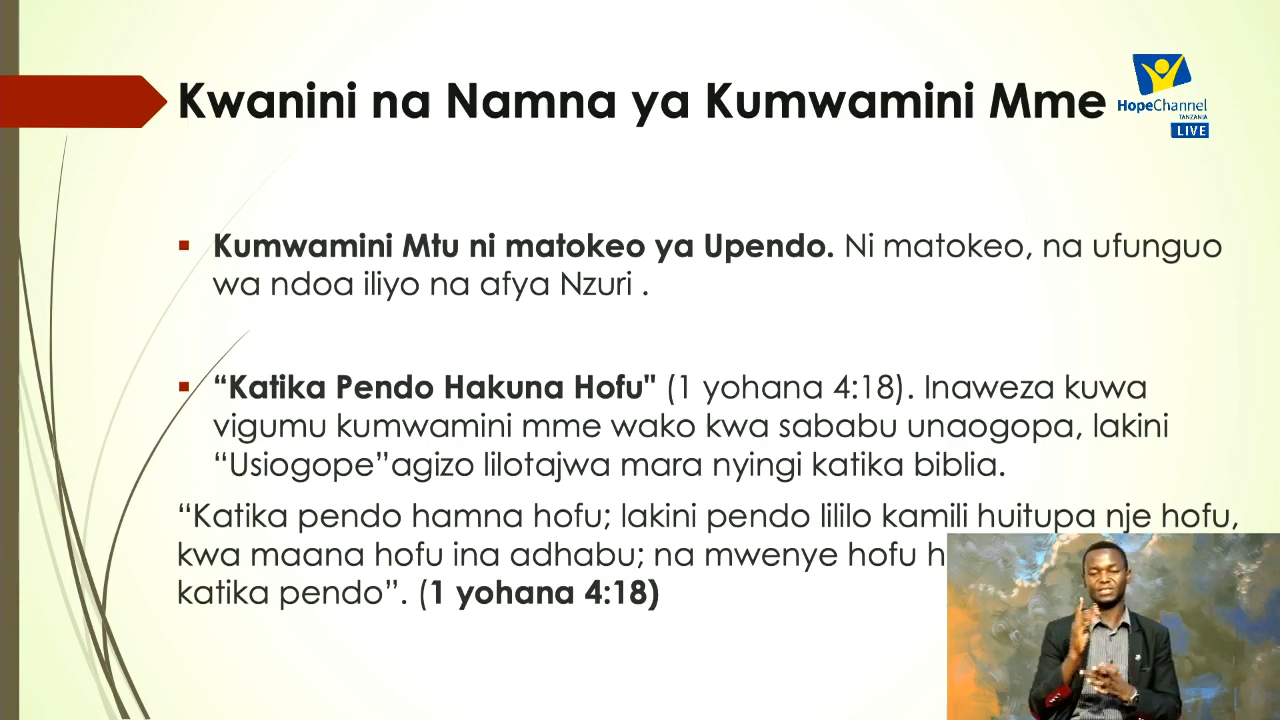 Kwanini na Namna ya Kumwamini Mme
HopeChannel
TANZANIA
LIVE
▪ Kumwamini Mtu ni matokeo ya Upendo. Ni matokeo, na ufunguo
wa ndoa iliyo na afya Nzuri .
▪ “Katika Pendo Hakuna Hofu" (1 yohana 4:18). Inaweza kuwa
vigumu kumwamini mme wako kwa sababu unaogopa, lakini
“Usiogope”agizo lilotajwa mara nyingi katika biblia.
“Katika pendo hamna hofu; lakini pendo lililo kamili huitupa nje hofu,
kwa maana hofu ina adhabu; na mwenye hofu
katika pendo”. (1 yohana 4:18)